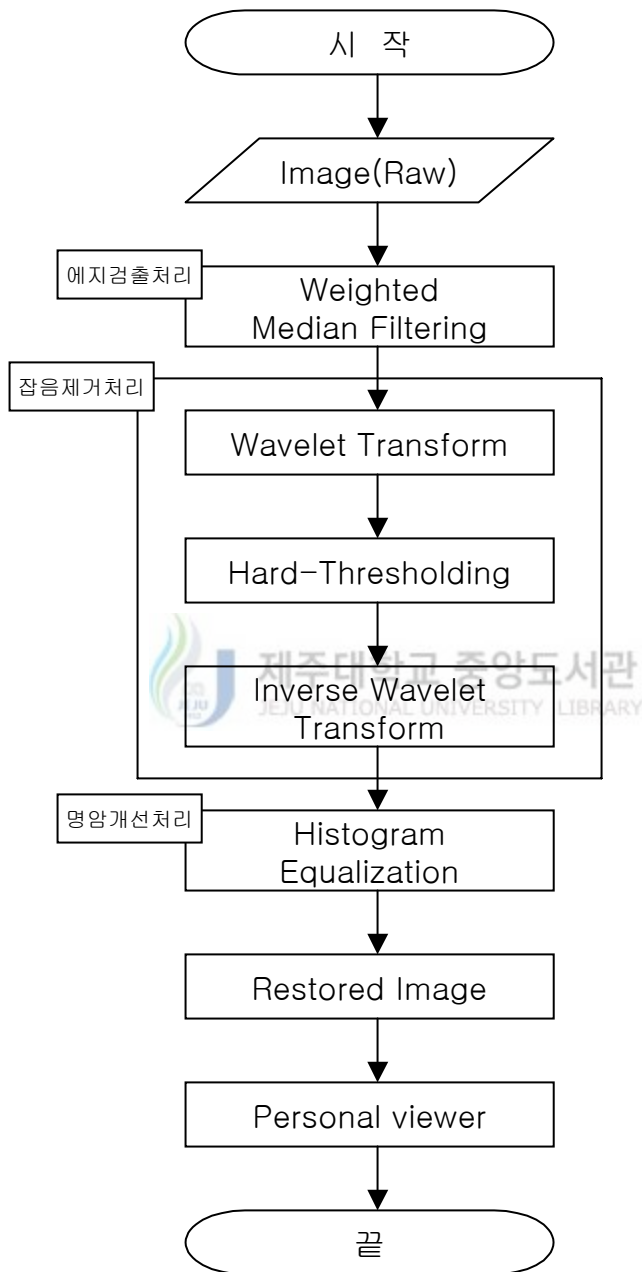 시 작
Image(Raw)
에지검출처리
Weighted
Median Filtering
잡음제거처리
Wavelet Transform
Hard-Thresholding
제주대학교 중앙도서관
JEJU NATIONAL UNIVERSITY LIBRARY
JEJU
1952
Inverse Wavelet
Transform
명암개선처리
Histogram
Equalization
Restored Image
Personal viewer
끝